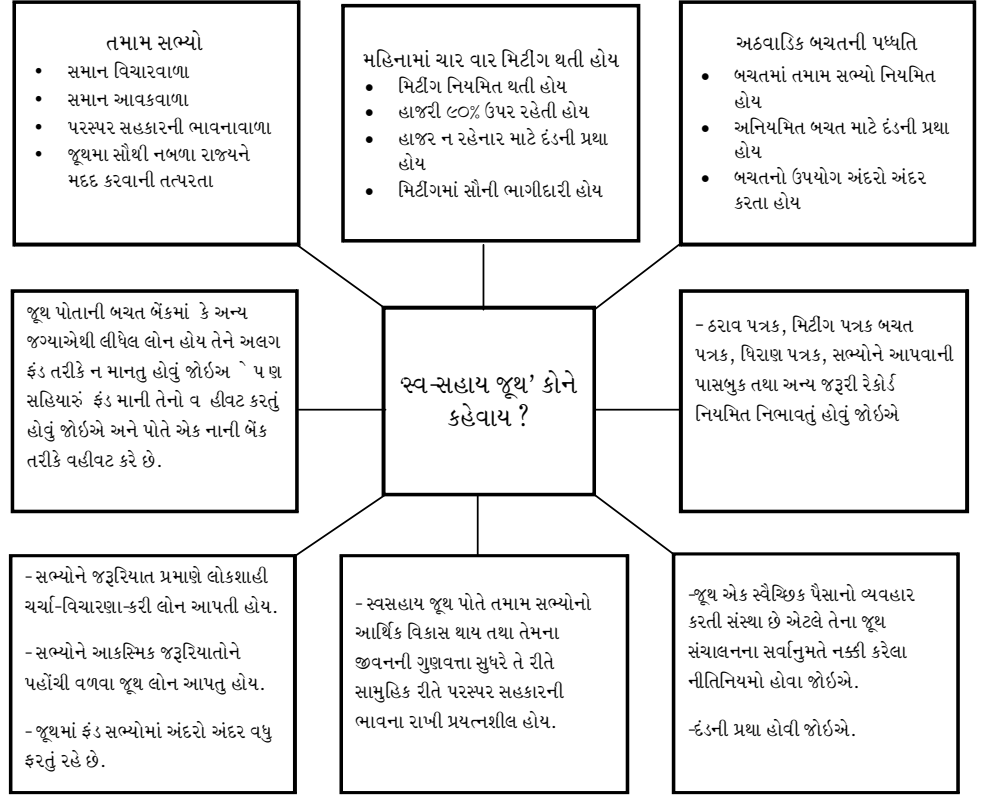 તમામ સભ્યો
• સમાન વિચારવાળા
• સમાન આવકવાળા
• પરસ્પર સહકારની ભાવનાવાળા
• જૂથમા સૌથી નબળા રાજ્યને
મદદ કરવાની તત્પરતા
મહિનામાં ચાર વાર મિટીંગ થતી હોય
• મિટીંગ નિયમિત થતી હોય
• હાજરી ૯૦% ઉપર રહેતી હોય
• હાજર ન રહેનાર માટે દંડની પ્રથા
હોય
• મિટીંગમાં સૌની ભાગીદારી હોય
અઠવાડિક બચતની પધ્ધતિ
• બચતમાં તમામ સભ્યો નિયમિત
હોય
• અનિયમિત બચત માટે દંડની પ્રથા
હોય
• બચતનો ઉપયોગ અંદરો અંદર
કરતા હોય
જૂથ પોતાની બચત બેંકમાં કે અન્ય
જગ્યાએથી લીધેલ લોન હોય તેને અલગ
ફંડ તરીકે ન માનતુ હોવું જોઇઅ ે પ ણ
સહિયારું ફંડ માની તેનો વ હીવટ કરતું
હોવું જોઇએ અને પોતે એક નાની બેંક
તરીકે વહીવટ કરે છે.
'સ્વ-સહાય જૂથ' કોને
કહેવાય ?
- ઠરાવ પત્રક, મિટીંગ પત્રક બચત
પત્રક, ધિરાણ પત્રક, સભ્યોને આપવાની
પાસબુક તથા અન્ય જરૂરી રેકોર્ડ
નિયમિત નિભાવતું હોવું જોઇએ
- સભ્યોને જરૂરિયાત પ્રમાણે લોકશાહી
ચર્ચા-વિચારણા-કરી લોન આપતી હોય.
- સભ્યોને આકસ્મિક જરૂરિયાતોને
પહોંચી વળવા જૂથ લોન આપતુ હોય.
- જૂથમાં ફંડ સભ્યોમાં અંદરો અંદર વધુ
ફરતું રહે છે.
- સ્વસહાય જૂથ પોતે તમામ સભ્યોનો
આર્થિક વિકાસ થાય તથા તેમના
જીવનની ગુણવત્તા સુધરે તે રીતે
સામુહિક રીતે પરસ્પર સહકારની
ભાવના રાખી પ્રયત્નશીલ હોય.
-જૂથ એક સ્વૈચ્છિક પૈસાનો વ્યવહાર
કરતી સંસ્થા છે એટલે તેના જૂથ
સંચાલનના સર્વાનુમતે નક્કી કરેલા
નીતિનિયમો હોવા જોઇએ.
-દંડની પ્રથા હોવી જોઇએ.